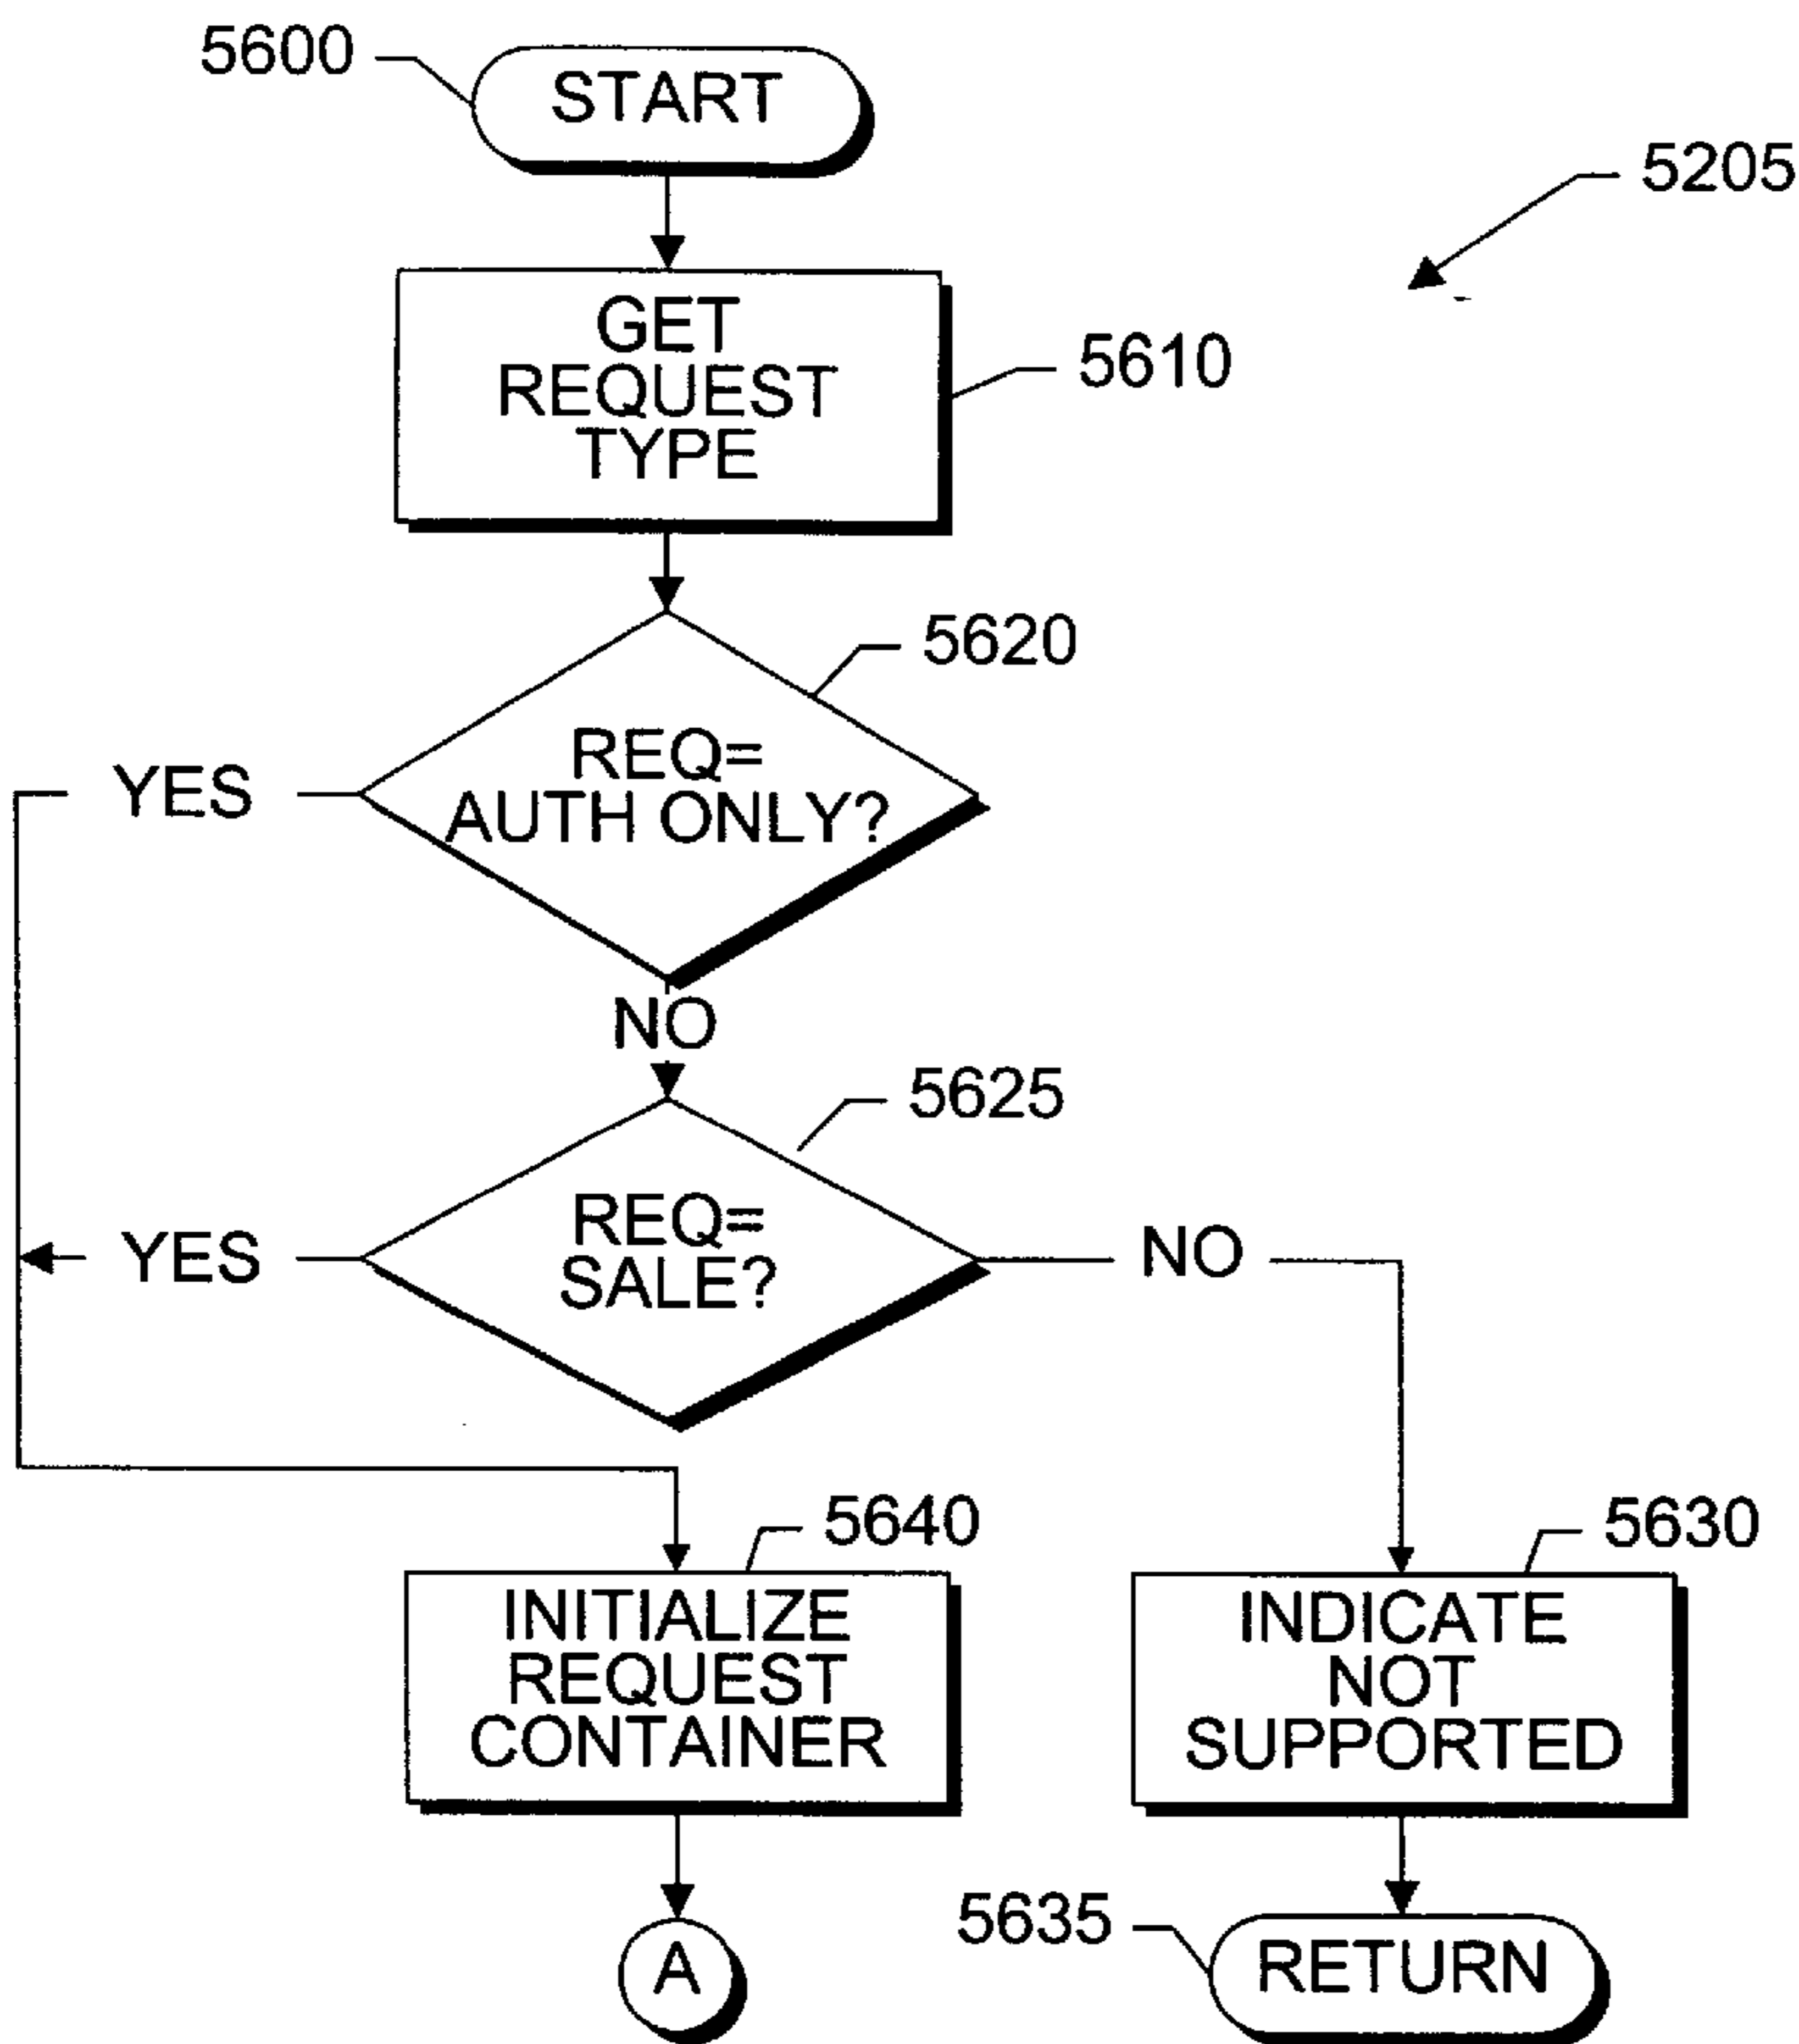 5600
START
5205
GET
REQUEST
TYPE
5610
5620
REQ=
AUTH ONLY?
YES
NO
5625
REQ=
SALE?
YES
NO
5640
INITIALIZE
REQUEST
CONTAINER
5630
INDICATE
NOT
SUPPORTED
A
5635
RETURN